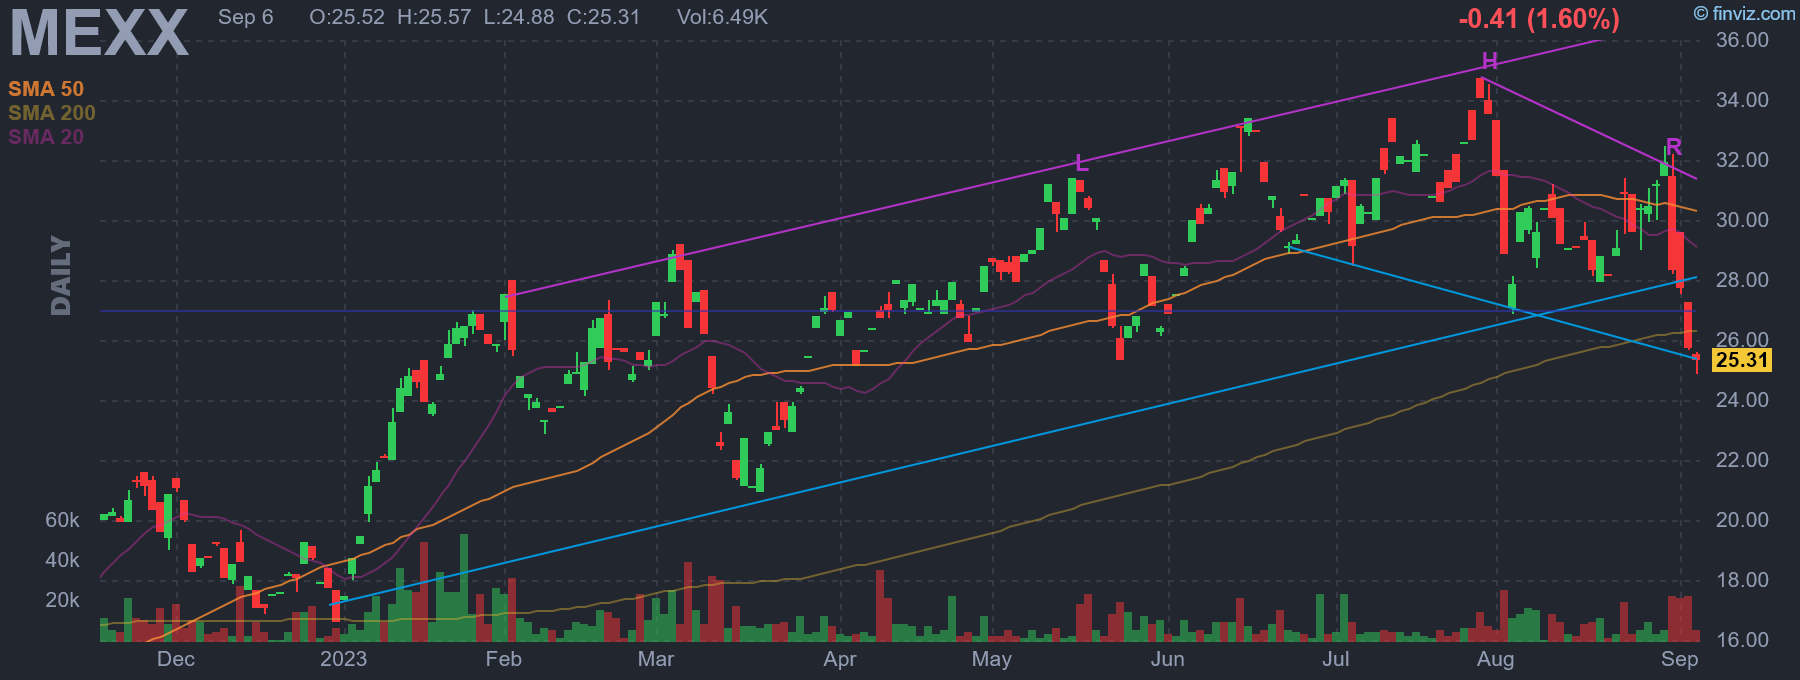 MEXX Sep 6 O:25.52 H:25.57 L:24.88 C:25.31 Vol:6.49K -0.41 (1.60%) © finviz.com
SMA 50
SMA 200
SMA 20
DAILY
L
H
R
36.00
34.00
32.00
30.00
28.00
26.00
25.31
24.00
22.00
20.00
18.00
16.00
60k
40k
20k
Dec 2023 Feb Mar Apr May Jun Jul Aug Sep